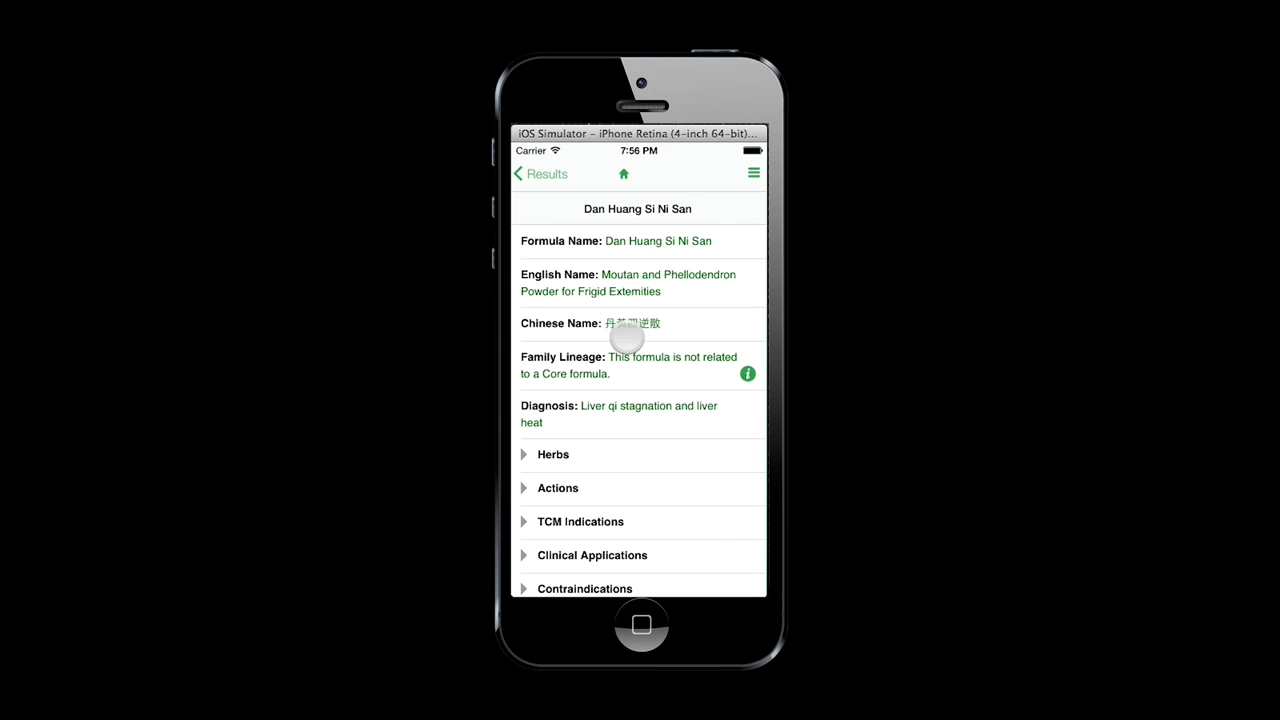 iOS Simulator – iPhone Retina (4-inch 64-bit)...
Carrier
7:56 PM
Results
Dan Huang Si Ni San
Formula Name: Dan Huang Si Ni San
English Name: Moutan and Phellodendron
Powder for Frigid Extemities
Chinese Name: 丹黄四逆散
Family Lineage: This formula is not related
to a Core formula.
Diagnosis: Liver qi stagnation and liver
heat
Herbs
Actions
TCM Indications
Clinical Applications
Contraindications